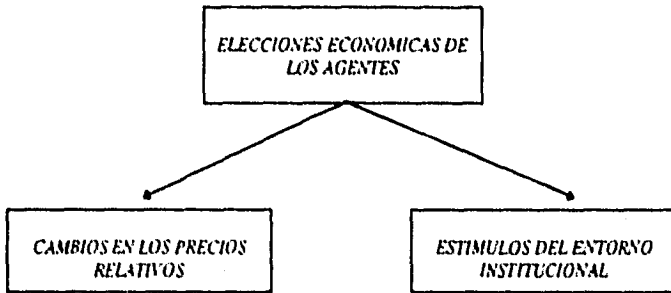 ELECCIONES ECONOMICAS DE
LOS AGENTES
CAMBIOS EN LOS PRECIOS
RELATIVOS
ESTIMULOS DEL ENTORNO
INSTITUCIONAL